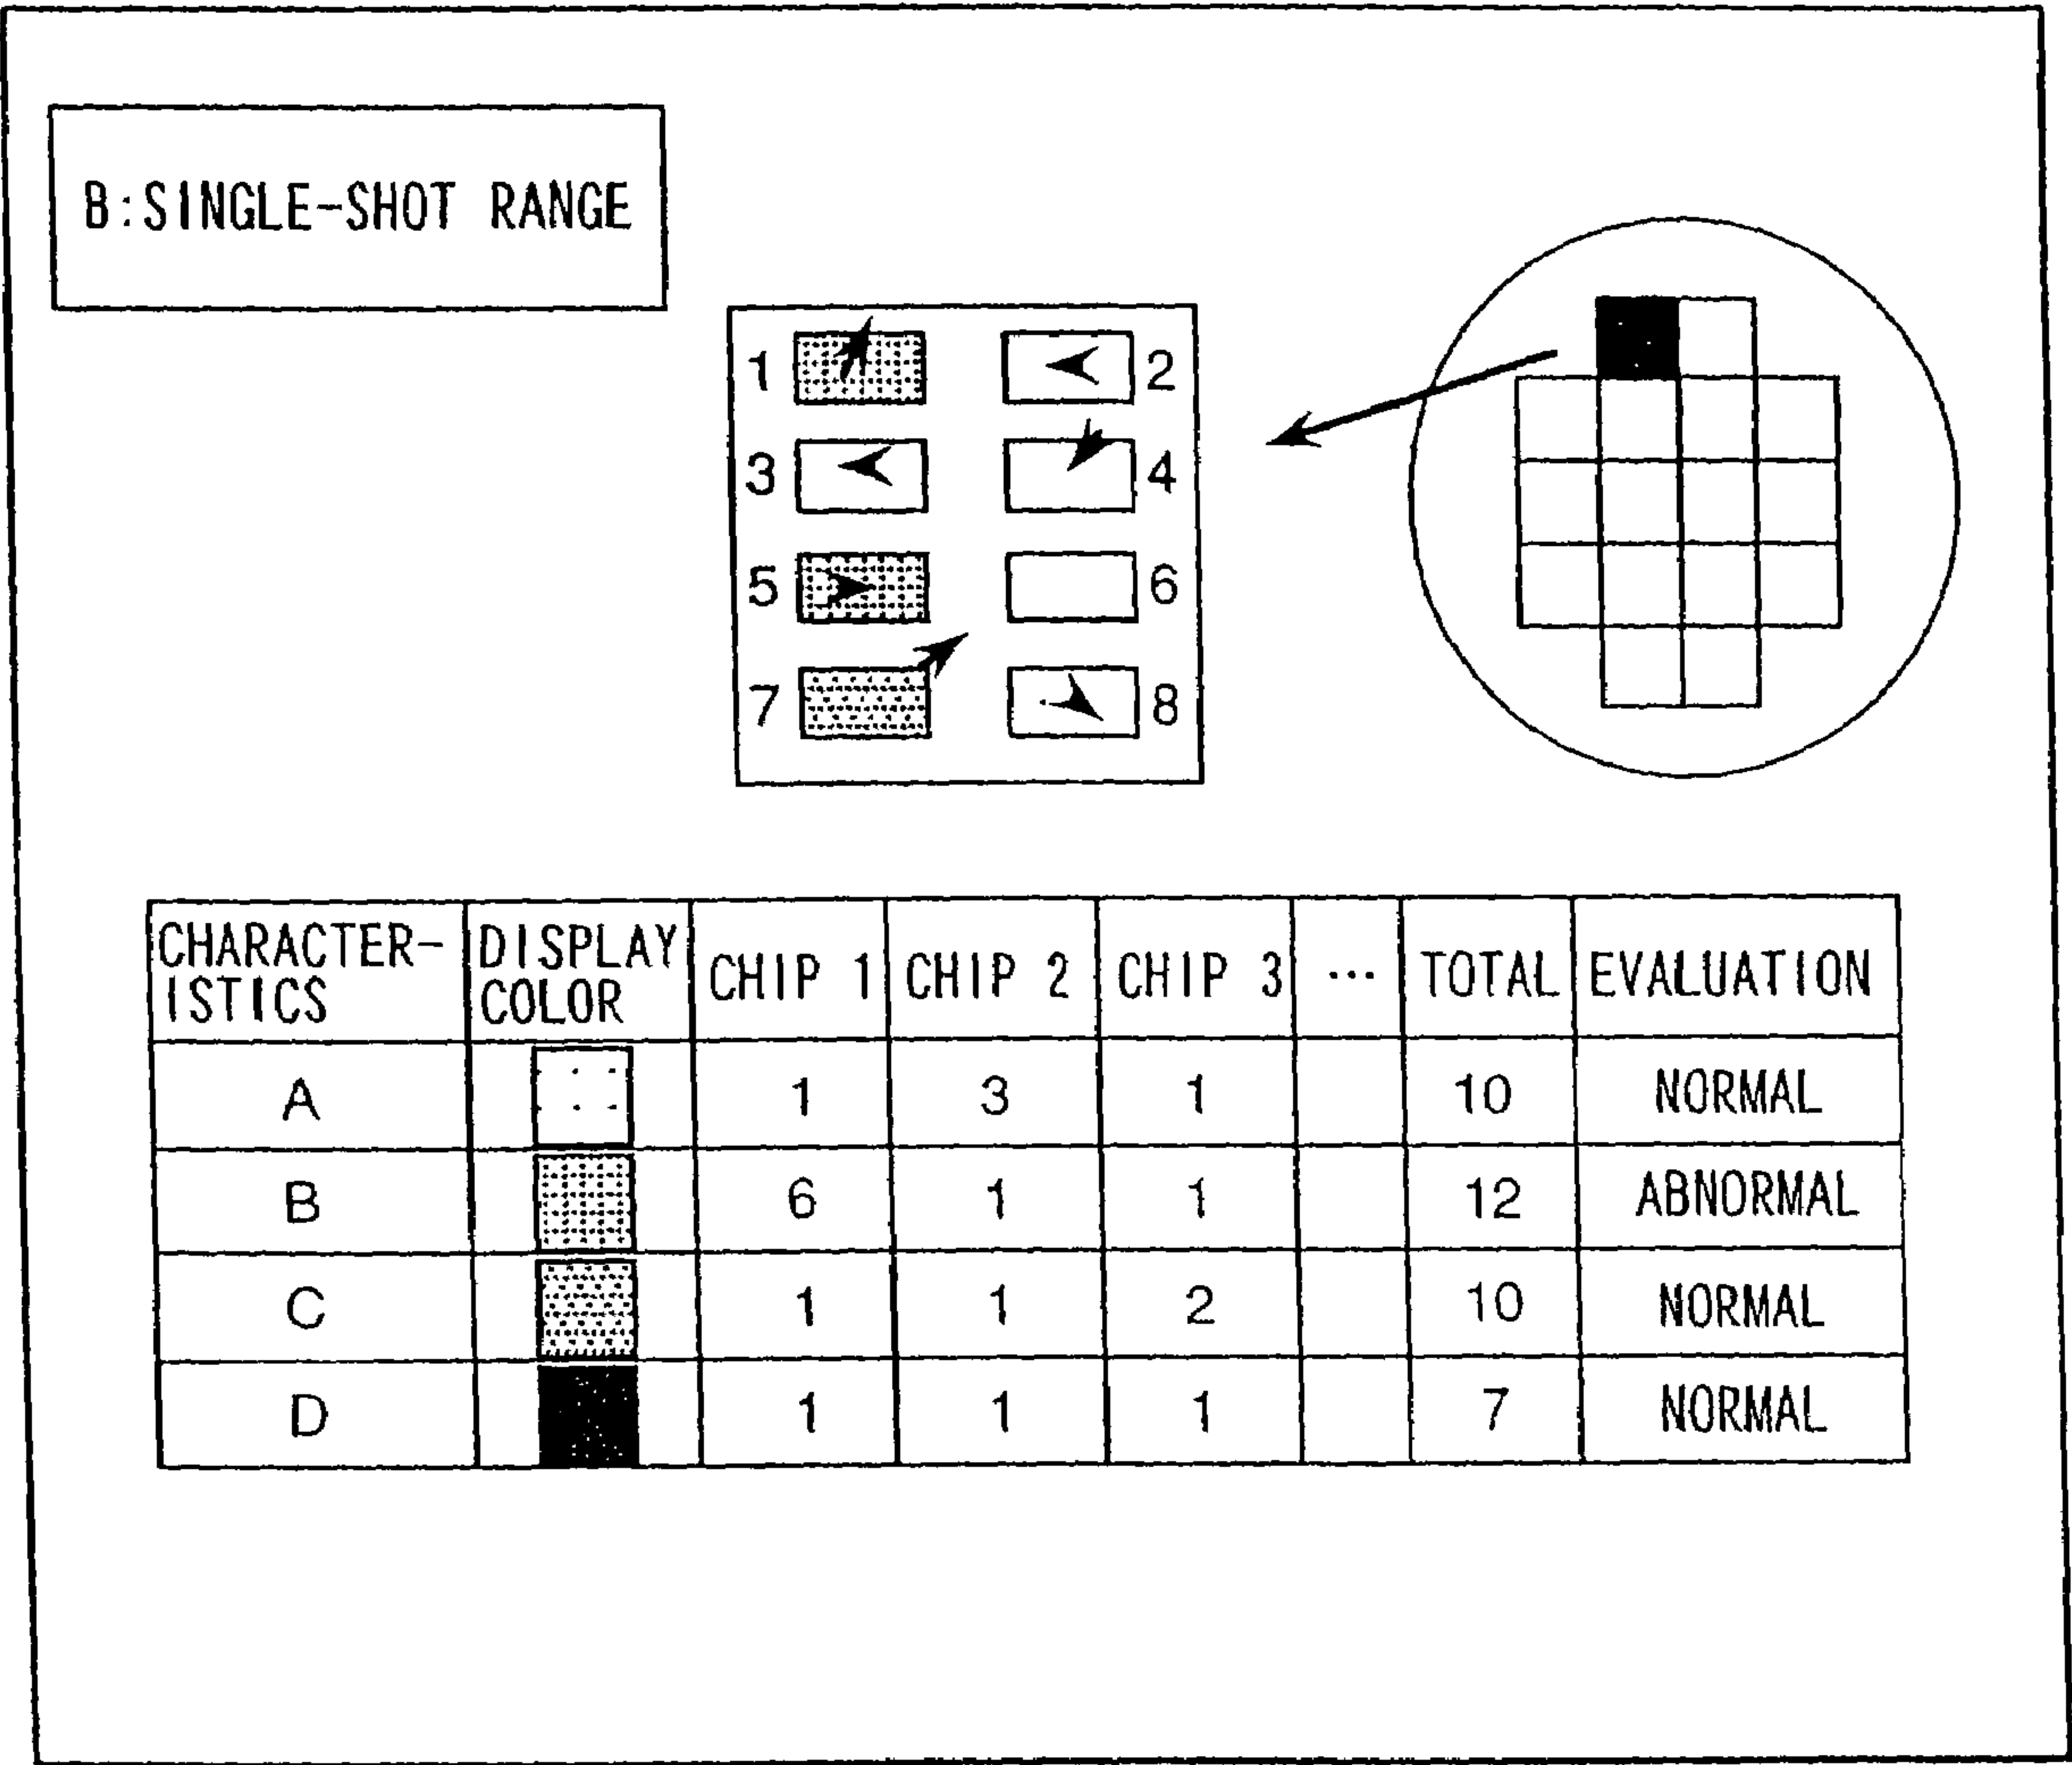 B:SINGLE-SHOT RANGE
1 2
3 4
5 6
7 8
CHARACTER-
ISTICS DISPLAY
COLOR CHIP 1 CHIP 2 CHIP 3 ... TOTAL EVALUATION
A 1 3 1 10 NORMAL
B 6 1 1 12 ABNORMAL
C 1 1 2 10 NORMAL
D 1 1 1 7 NORMAL